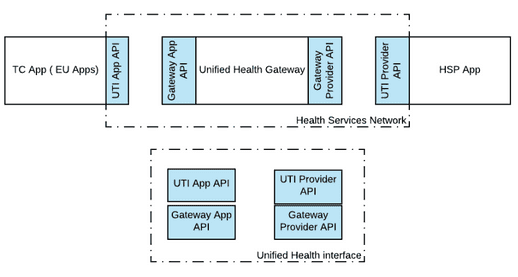 TC App ( EU Apps)
UTI App API
Gateway App
API
Unified Health Gateway
Gateway
Provider API
UTI Provider
API
HSP App
Health Services Network
UTI App API
UTI Provider
API
Gateway App
API
Gateway
Provider API
Unified Health interface